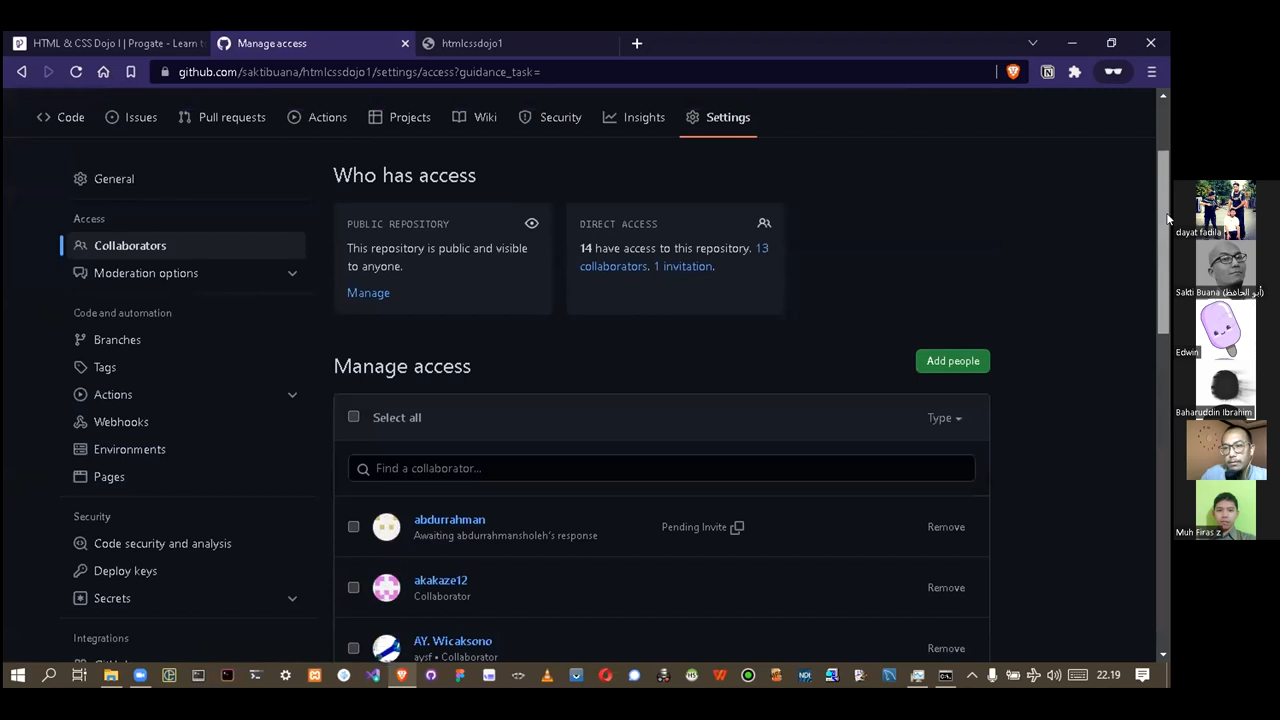 HTML & CSS Dojo I | Progate - Learn t
Manage access
htmlcssdojo1
github.com/saktibuana/htmlcssdojo1/settings/access?guidance_task=
Code
Issues
Pull requests
Actions
Projects
Wiki
Security
Insights
Settings
General
Access
Collaborators
Moderation options
Code and automation
Branches
Tags
Actions
Webhooks
Environments
Pages
Security
Code security and analysis
Deploy keys
Secrets
Integrations
Who has access
PUBLIC REPOSITORY
This repository is public and visible
to anyone.
Manage
DIRECT ACCESS
14 have access to this repository. 13
collaborators. 1 invitation.
Manage access
Add people
Select all
Type
Find a collaborator...
abdurrahman
Awaiting abdurrahmansholeh's response
Pending Invite
Remove
akakaze12
Collaborator
Remove
AY. Wicaksono
aysf • Collaborator
Remove
22.19
dayat fadila
Sakti Buana (أبو الحافظ)
Edwin
Baharuddin Ibrahim
Muh Firas z